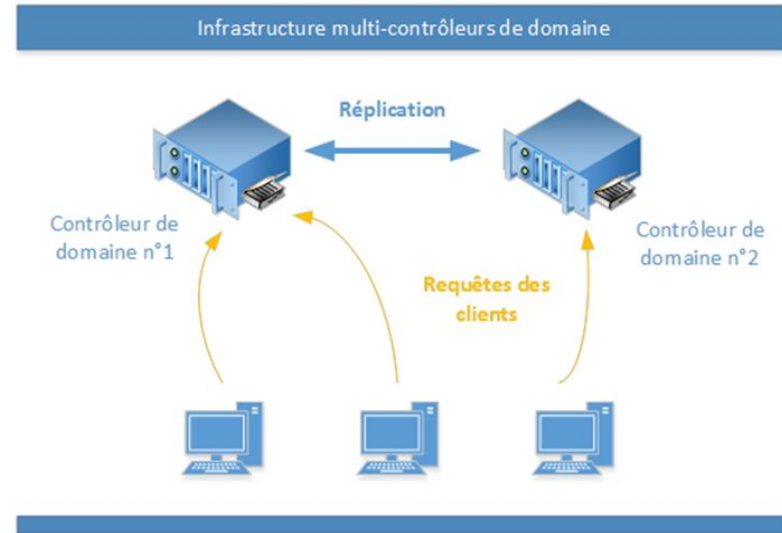 Infrastructure multi-contrôleurs de domaine
Réplication
Contrôleur de
domaine n°1
Contrôleur de
domaine n°2
Requêtes des
clients